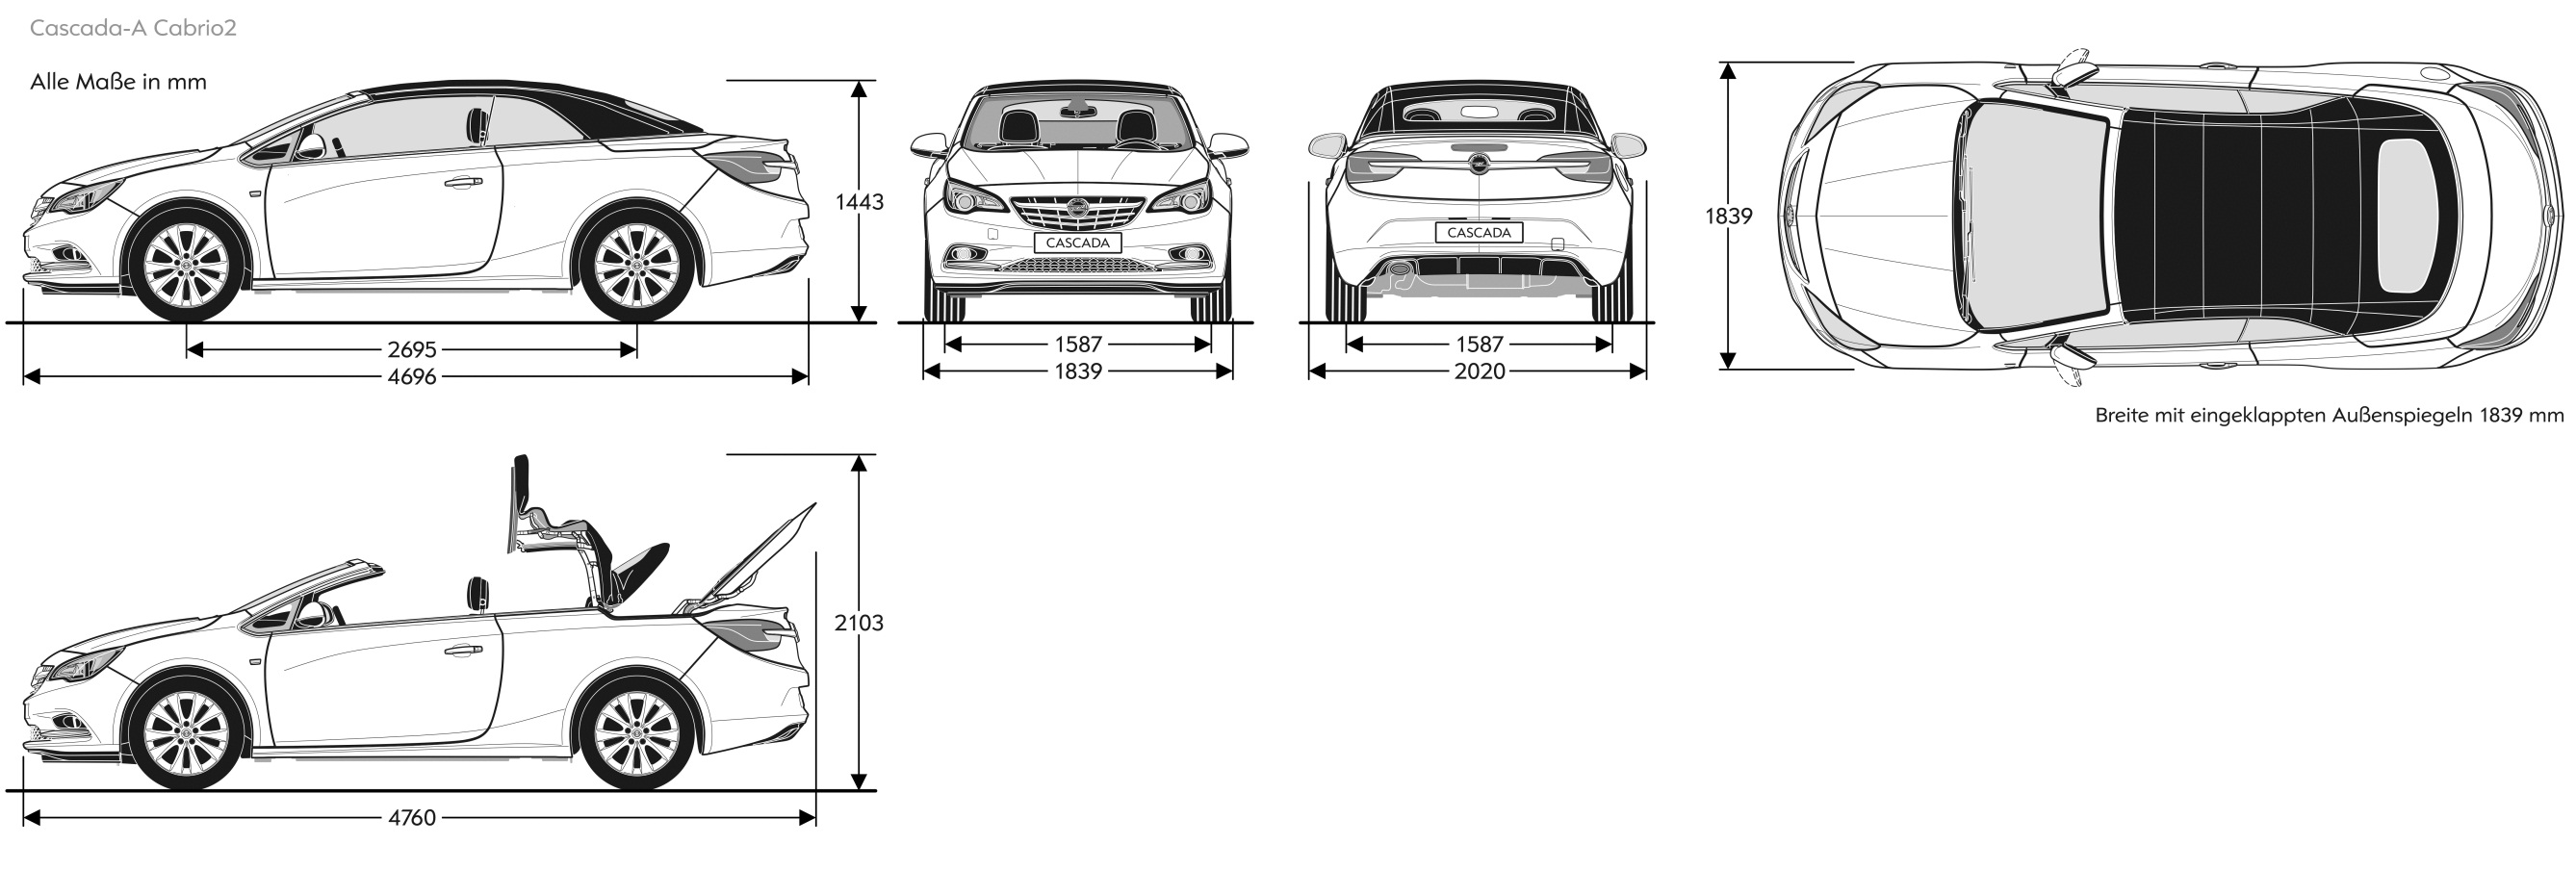 Cascada-A Cabrio2
Alle Maße in mm
1443
2695
4696
CASCADA
1587
1839
CASCADA
1587
2020
1839
Breite mit eingeklappten Außenspiegeln 1839 mm
2103
4760